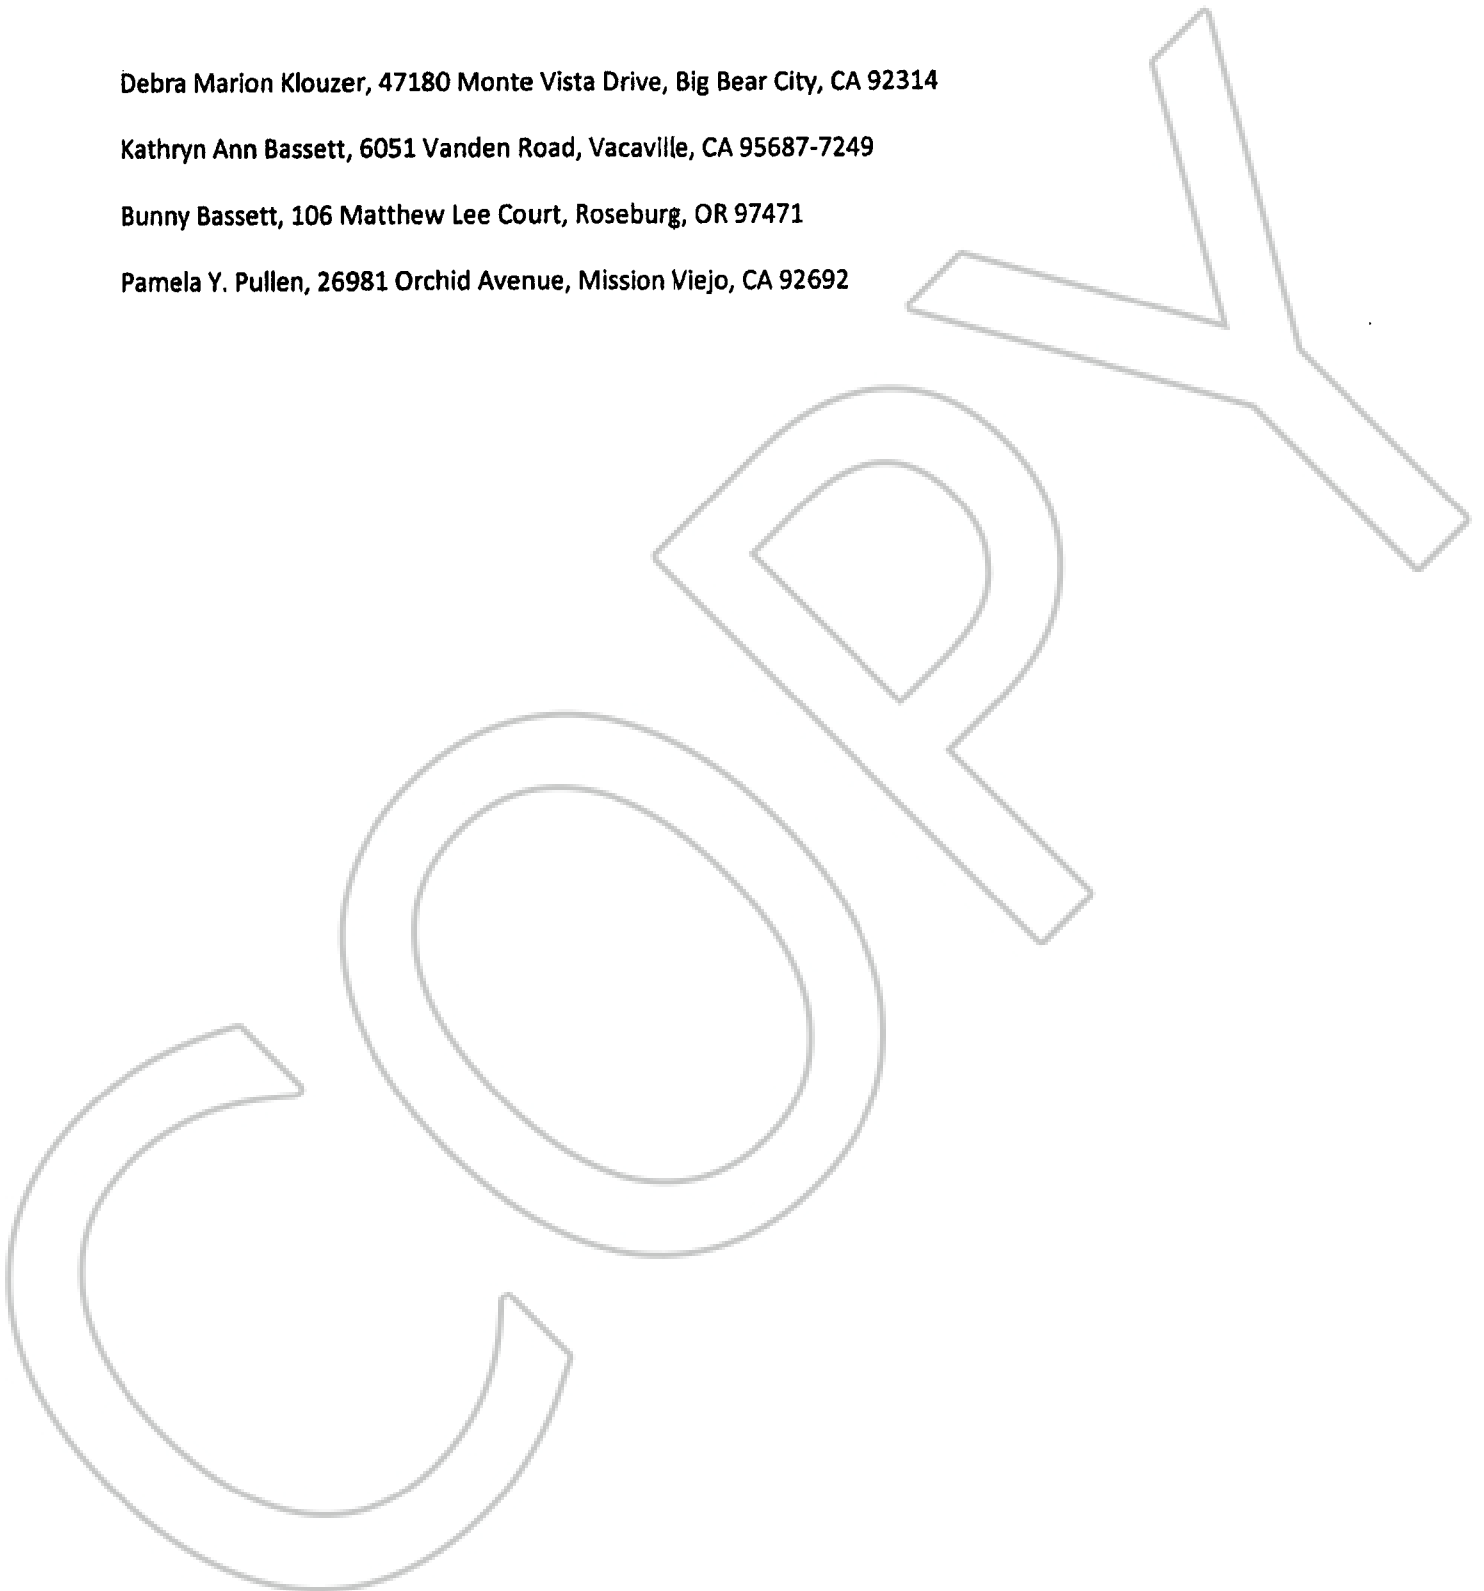 Debra Marion Klouzer, 47180 Monte Vista Drive, Big Bear City, CA 92314
Kathryn Ann Bassett, 6051 Vanden Road, Vacaville, CA 95687-7249
Bunny Bassett, 106 Matthew Lee Court, Roseburg, OR 97471
Pamela Y. Pullen, 26981 Orchid Avenue, Mission Viejo, CA 92692
COPY